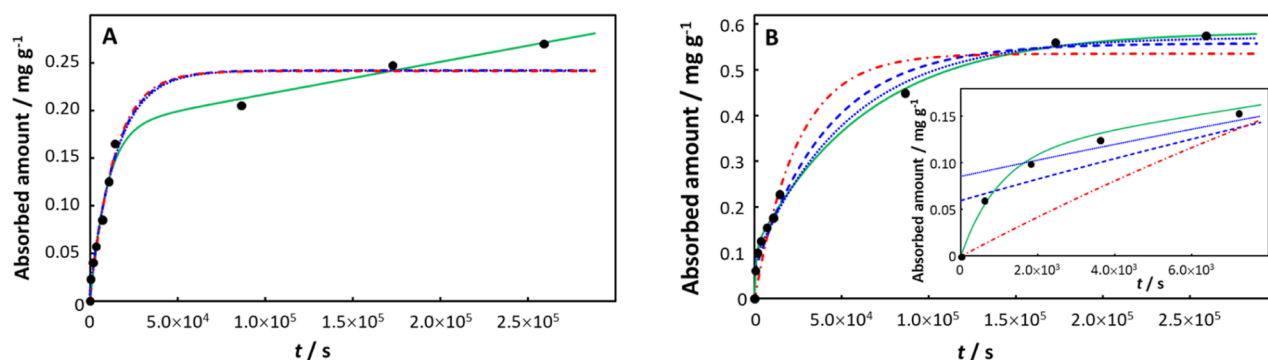 A
Absorbed amount / mg g⁻¹
0.25
0.20
0.15
0.10
0.05
0
0 5.0×10⁴ 1.0×10⁵ 1.5×10⁵ 2.0×10⁵ 2.5×10⁵
t / s
B
Absorbed amount / mg g⁻¹
0.6
0.5
0.4
0.3
0.2
0.1
0
0 5.0×10⁴ 1.0×10⁵ 1.5×10⁵ 2.0×10⁵ 2.5×10⁵
t / s
Absorbed amount / mg g⁻¹
0.15
0.10
0.05
0
0 2.0×10³ 4.0×10³ 6.0×10³
t / s